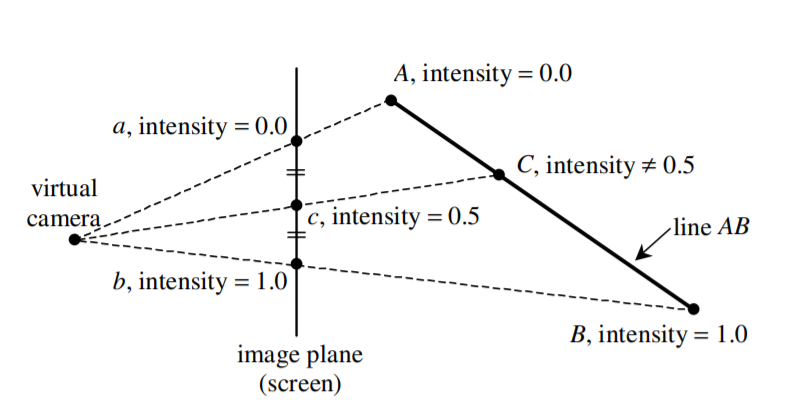 A, intensity = 0.0
a, intensity = 0.0
C, intensity ≠ 0.5
virtual
camera
c, intensity = 0.5
line AB
b, intensity = 1.0
B, intensity = 1.0
image plane
(screen)